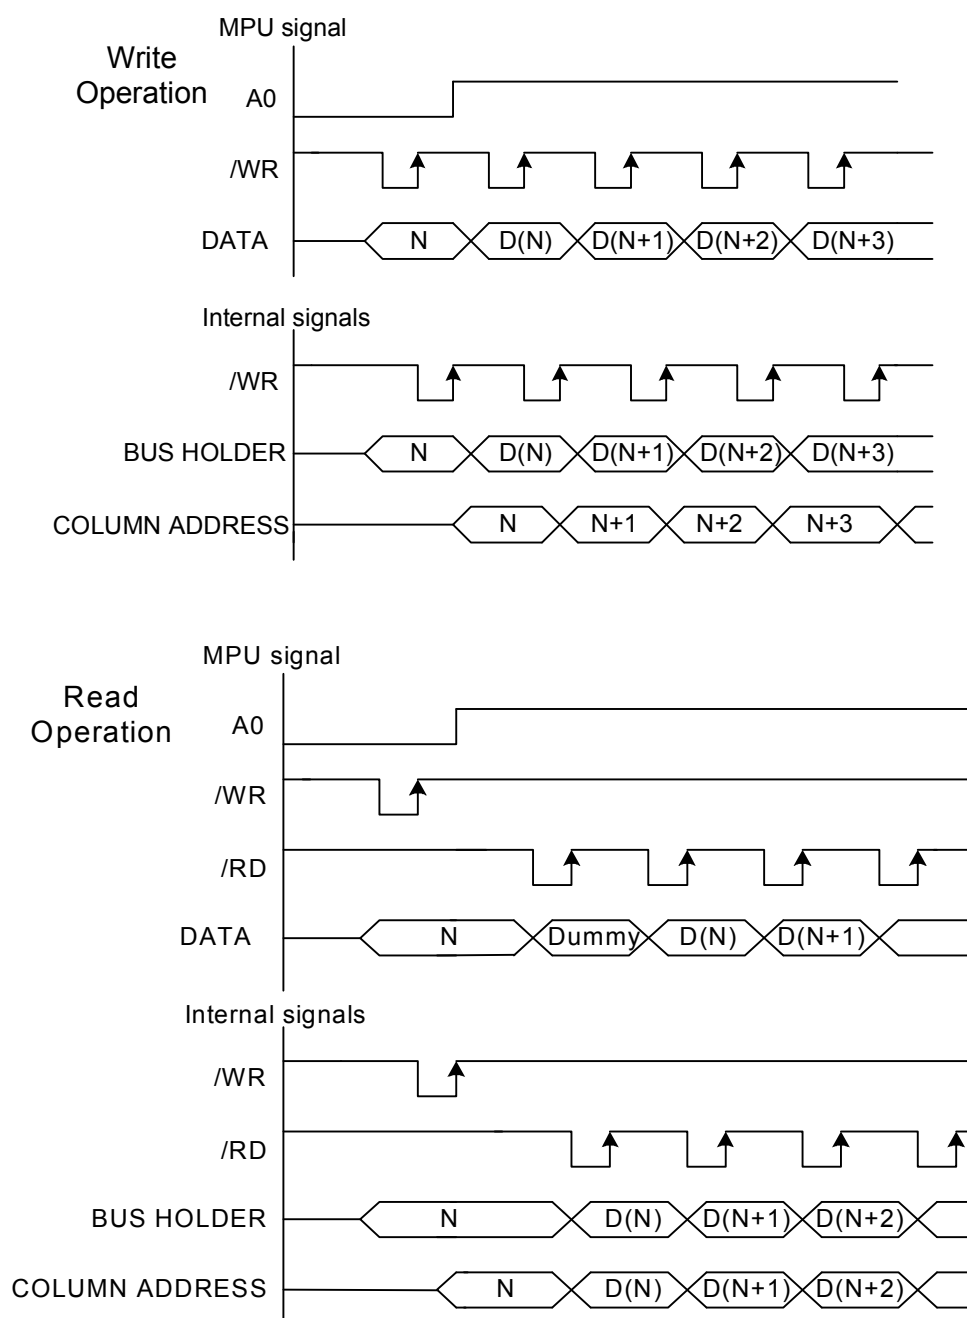 MPU signal
Write
Operation
A0
/WR
DATA N D(N) D(N+1) D(N+2) D(N+3)
Internal signals
/WR
BUS HOLDER N D(N) D(N+1) D(N+2) D(N+3)
COLUMN ADDRESS N N+1 N+2 N+3
MPU signal
Read
Operation
A0
/WR
/RD
DATA N Dummy D(N) D(N+1)
Internal signals
/WR
/RD
BUS HOLDER N D(N) D(N+1) D(N+2)
COLUMN ADDRESS N D(N) D(N+1) D(N+2)